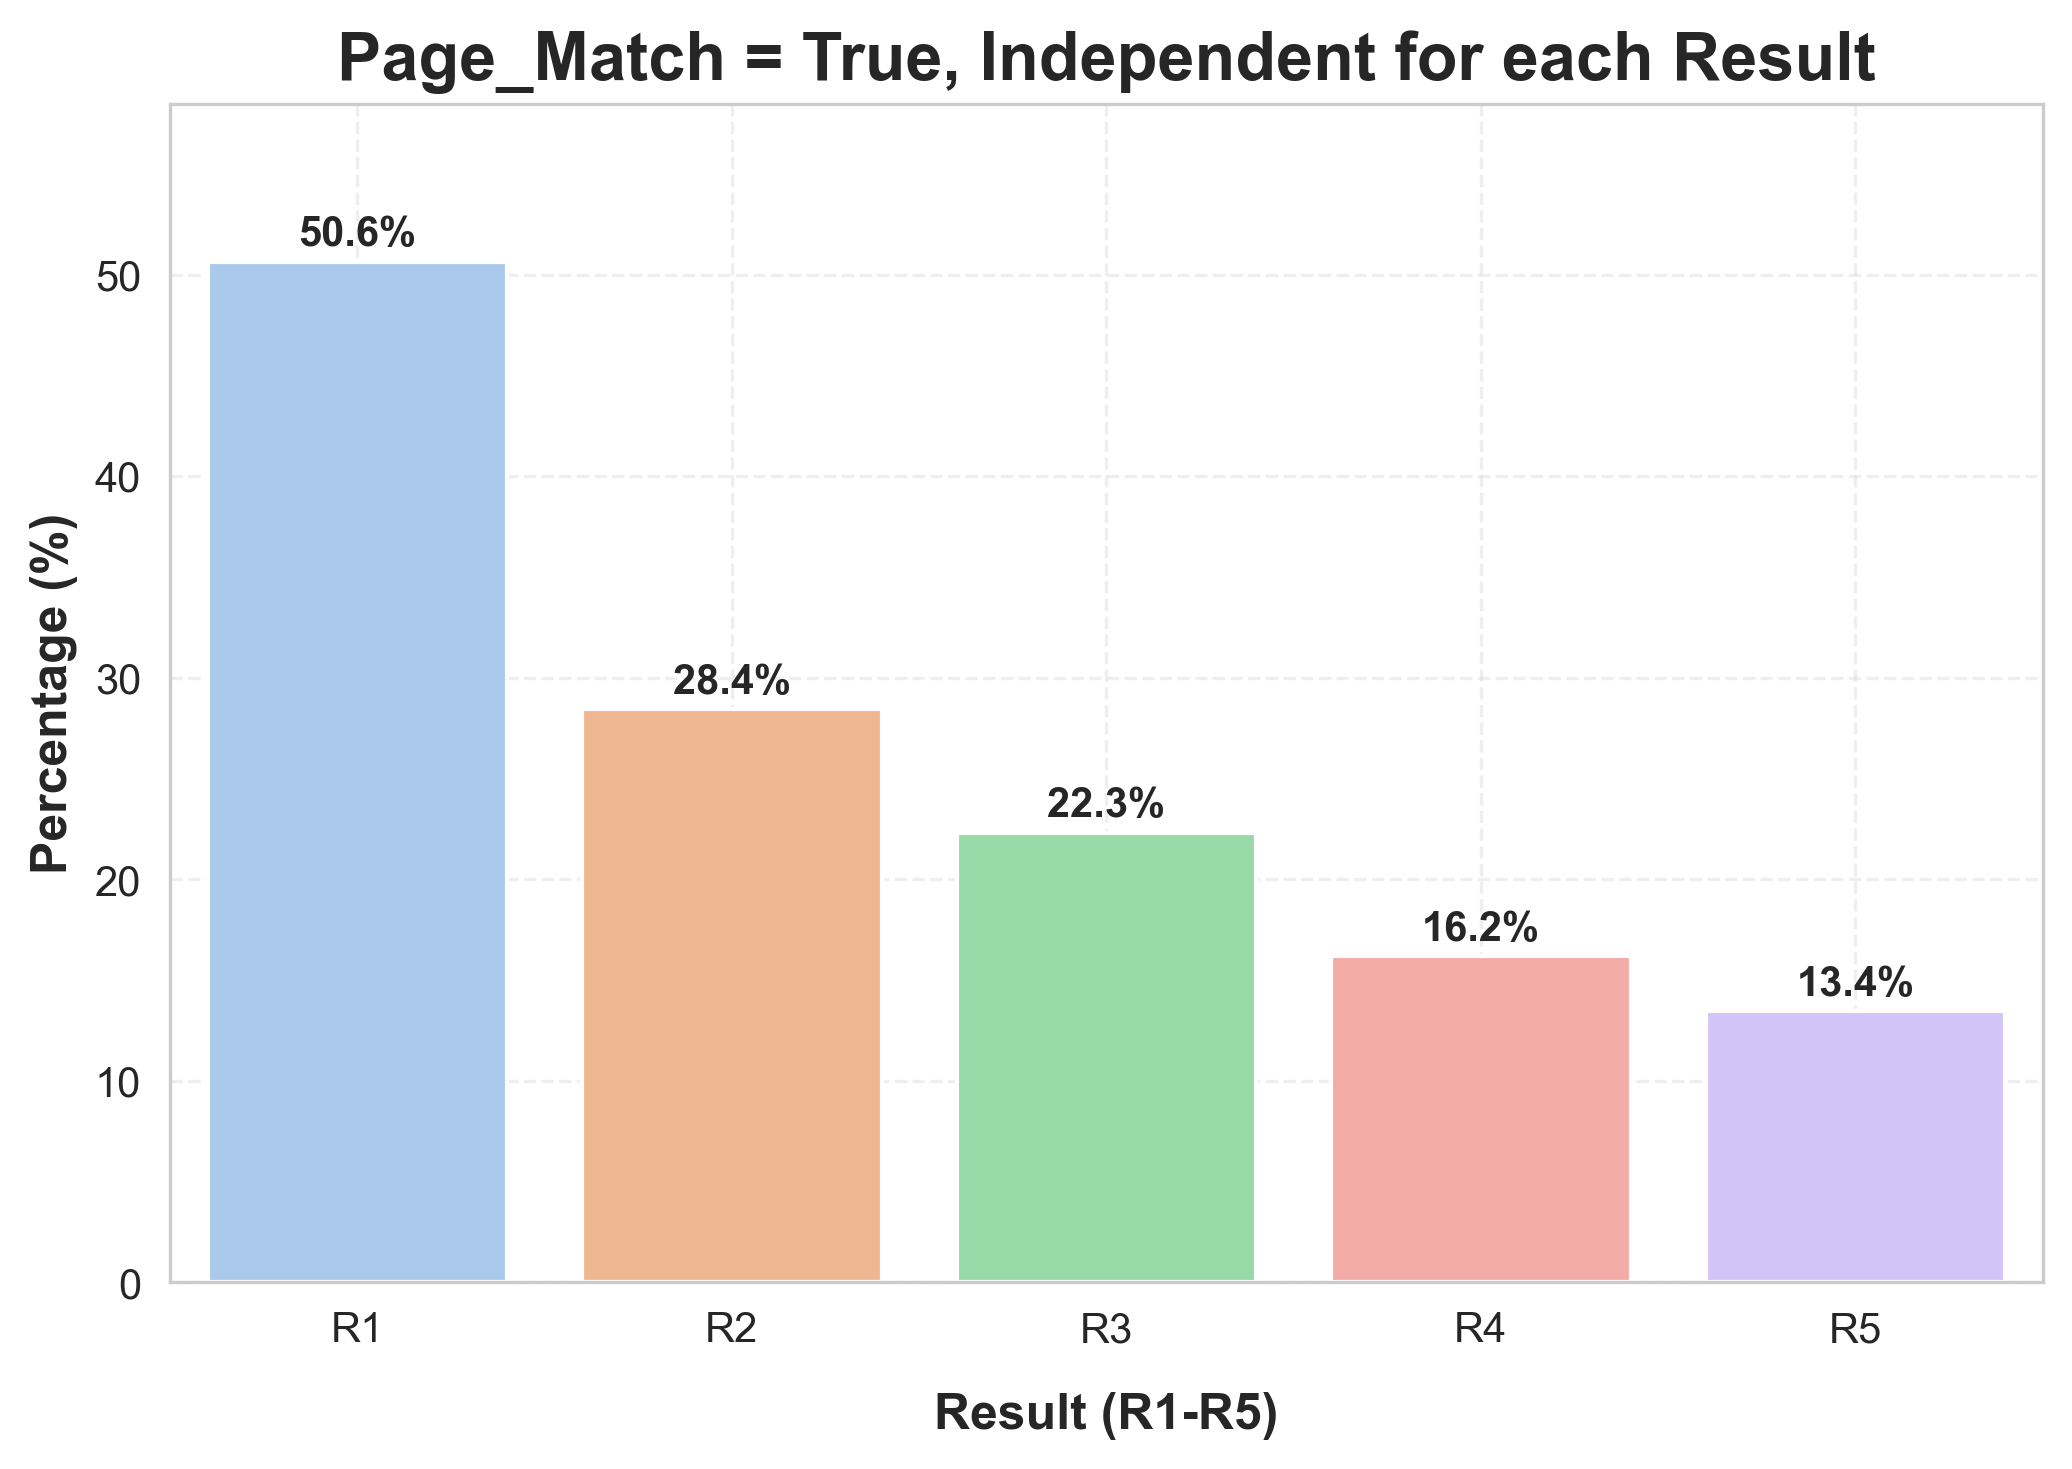 Page_Match = True, Independent for each Result
50.6%
50
40
28.4%
30
22.3%
20
16.2%
13.4%
10
0
Percentage (%)
R1 R2 R3 R4 R5
Result (R1-R5)